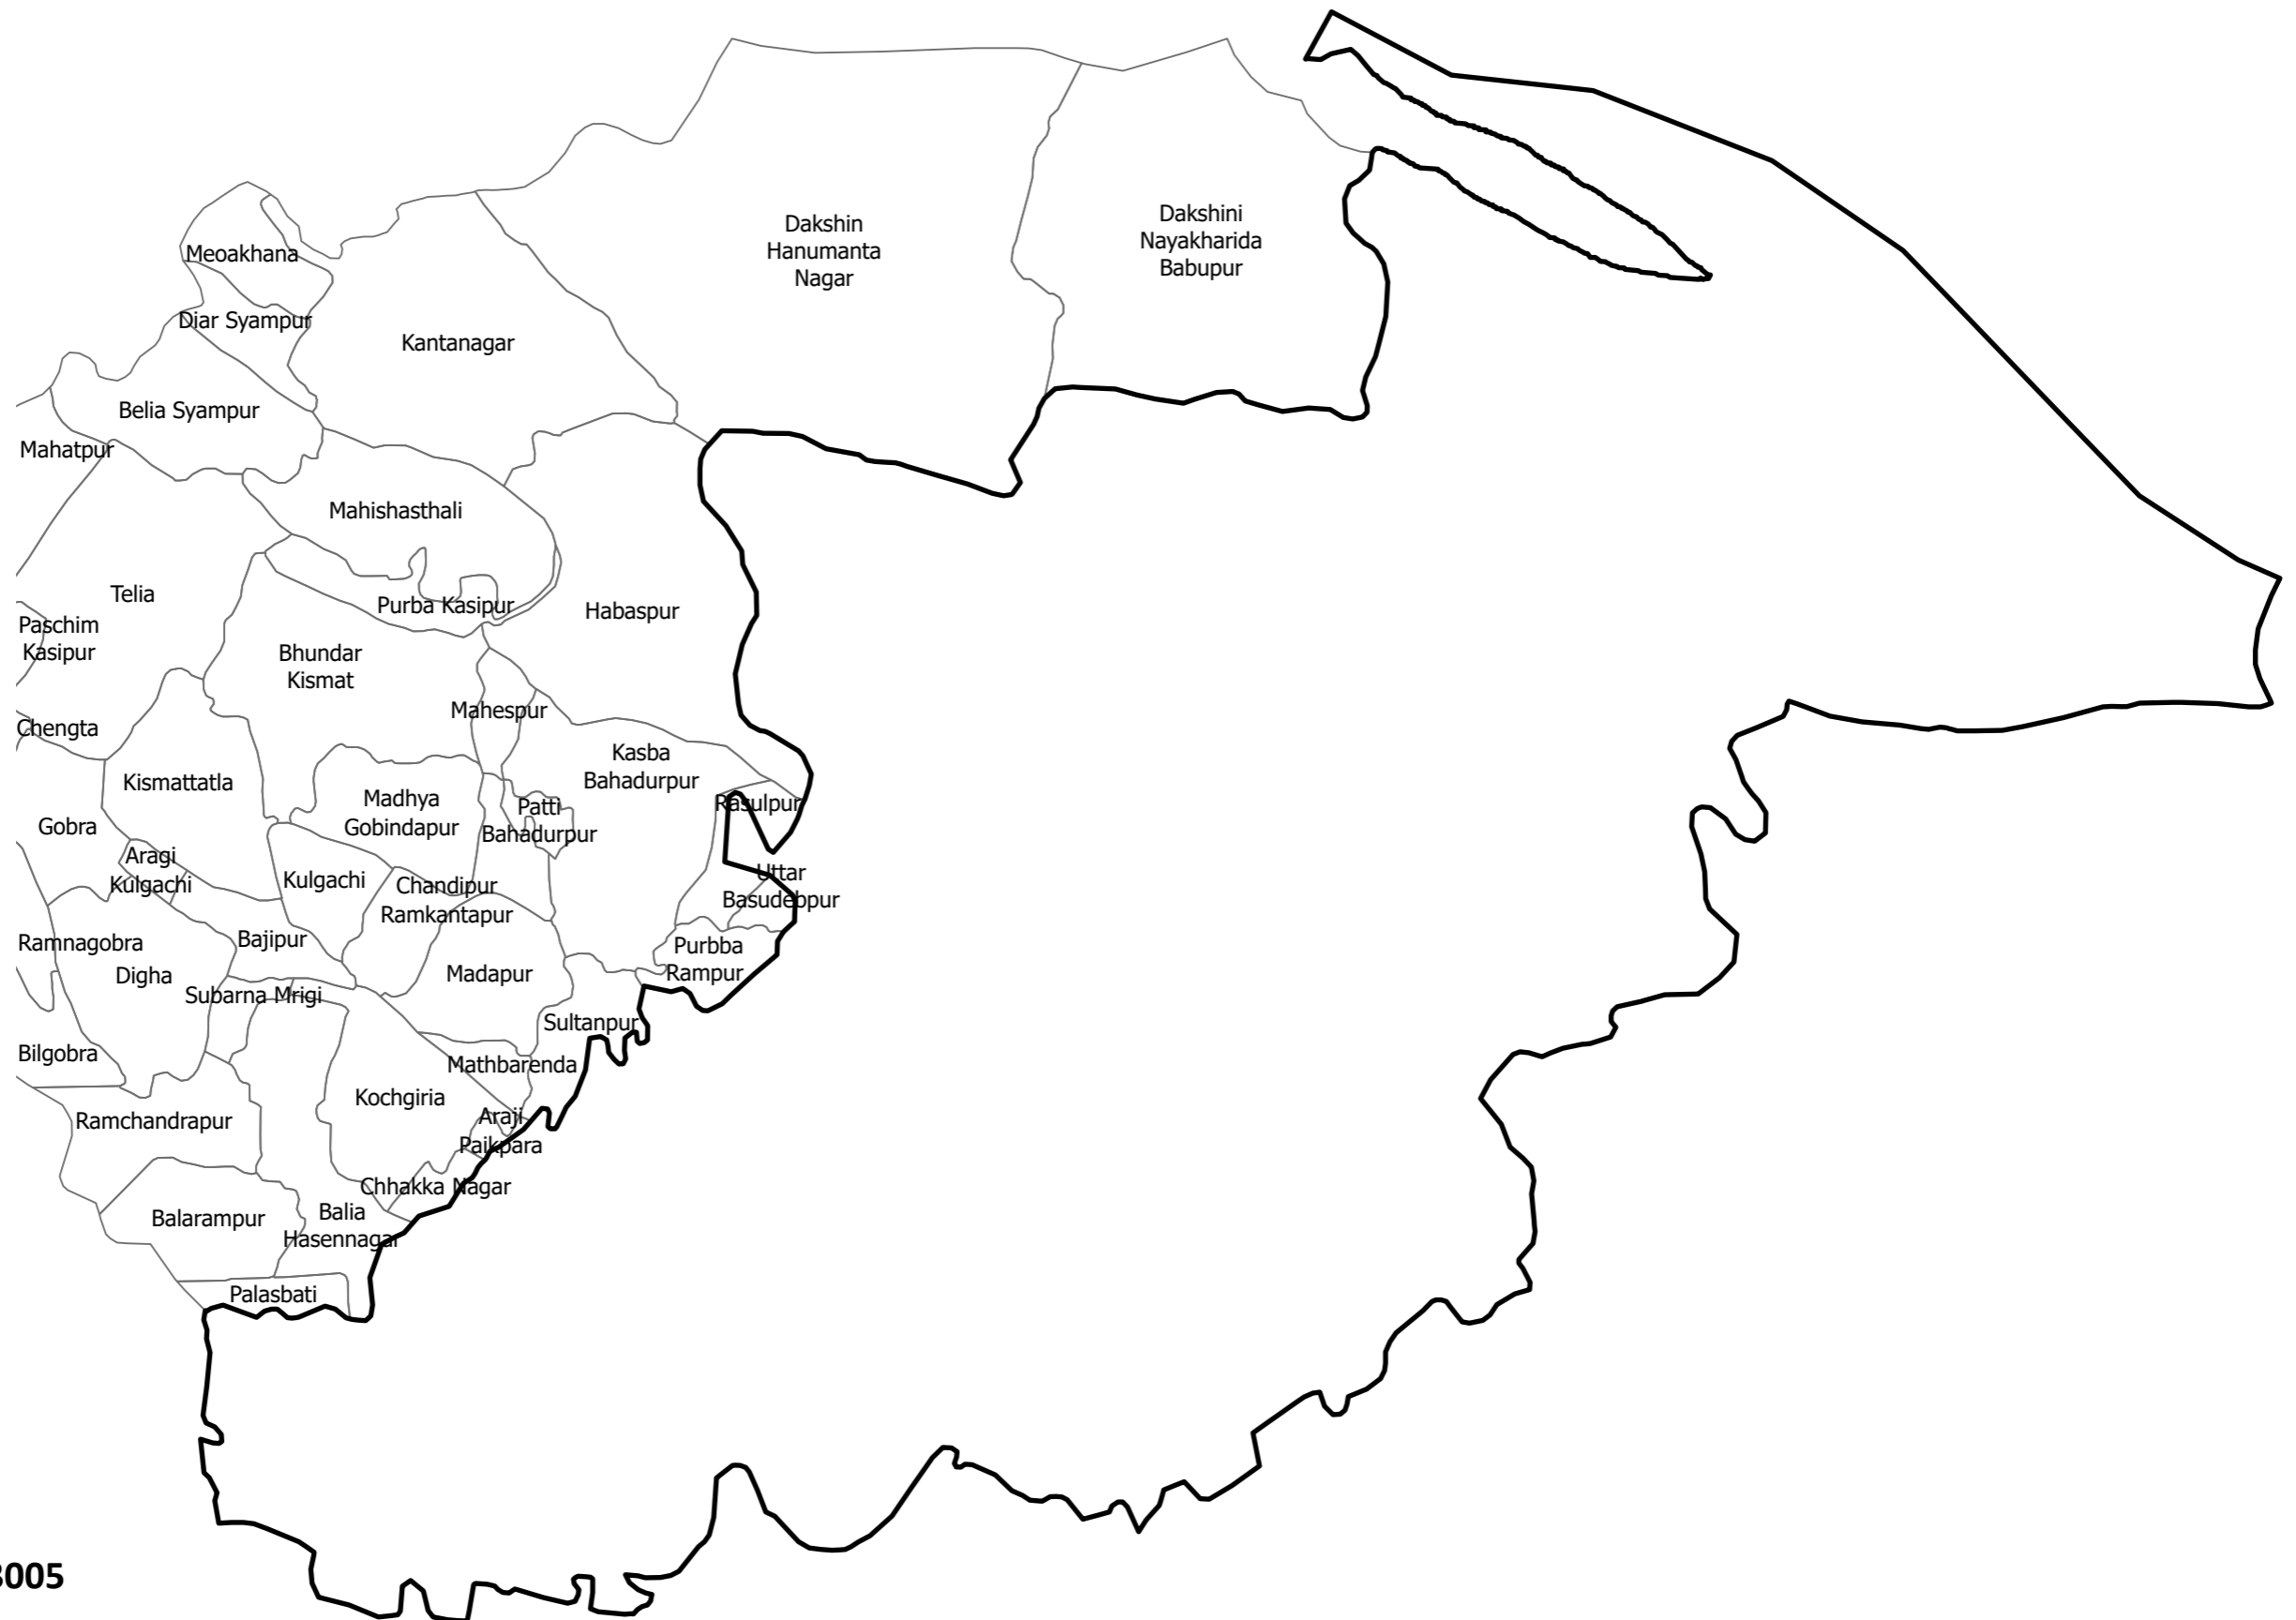 Dakshin
Hanumanta
Nagar
Dakshini
Nayakharida
Babupur
Meoakhana
Diar Syampur
Kantanagar
Belia Syampur
Mahatpur
Mahishasthali
Telia
Purba Kasipur
Habaspur
Paschim
Kasipur
Bhundar
Kismat
Mahespur
Chengta
Kasba
Bahadurpur
Kismattatla
Madhya
Gobindapur
Patti
Bahadurpur
Rasulpur
Gobra
Aragi
Kulgachi
Kulgachi
Chandipur
Ramkantapur
Uttar
Basudebpur
Ramnagobra
Bajipur
Purbba
Rampur
Digha
Madapur
Subarna Mrigi
Sultanpur
Bilgobra
Mathbarenda
Kochgiria
Ramchandrapur
Araji
Paikpara
Chhakka Nagar
Balarampur
Balia
Hasennagar
Palasbati
3005